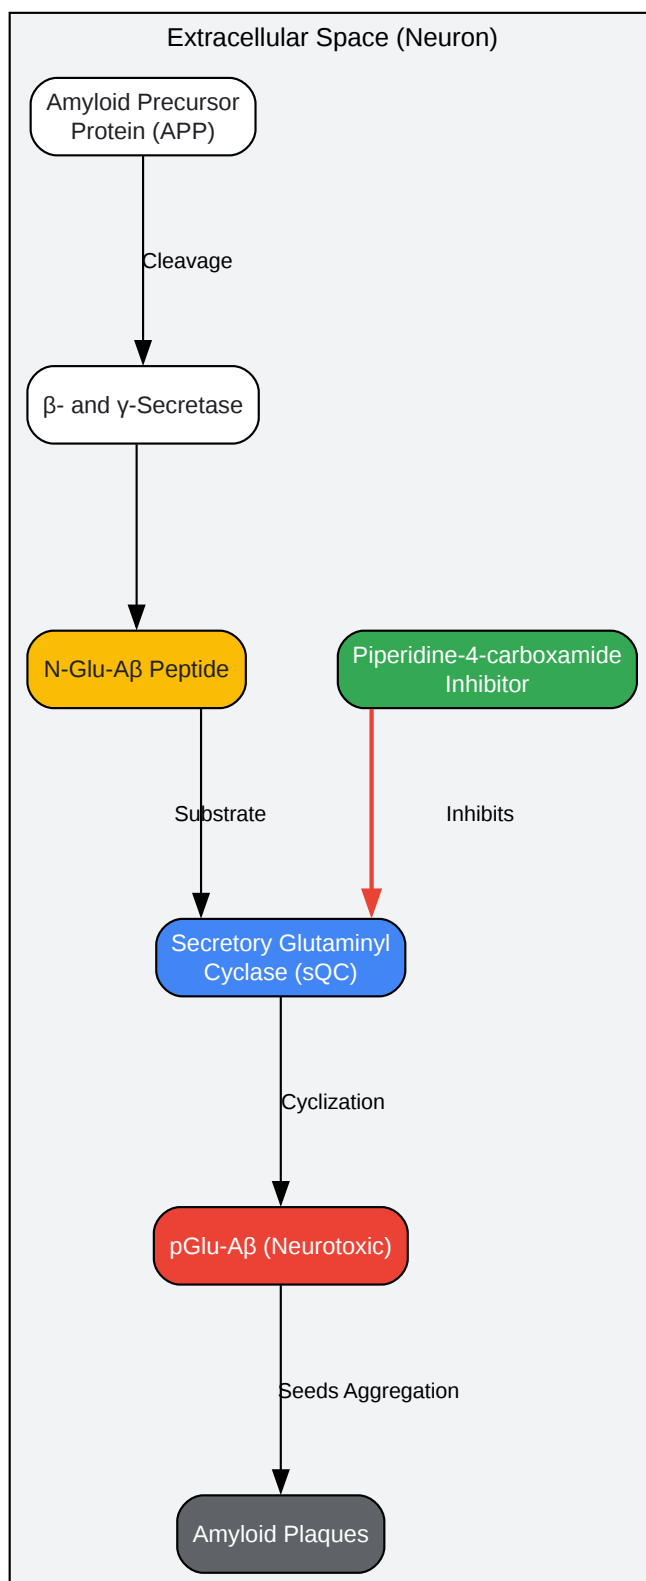 Extracellular Space (Neuron)
Amyloid Precursor
Protein (APP)
Cleavage
β- and γ-Secretase
N-Glu-Aβ Peptide
Piperidine-4-carboxamide
Inhibitor
Substrate
Inhibits
Secretory Glutaminyl
Cyclase (sQC)
Cyclization
pGlu-Aβ (Neurotoxic)
Seeds Aggregation
Amyloid Plaques